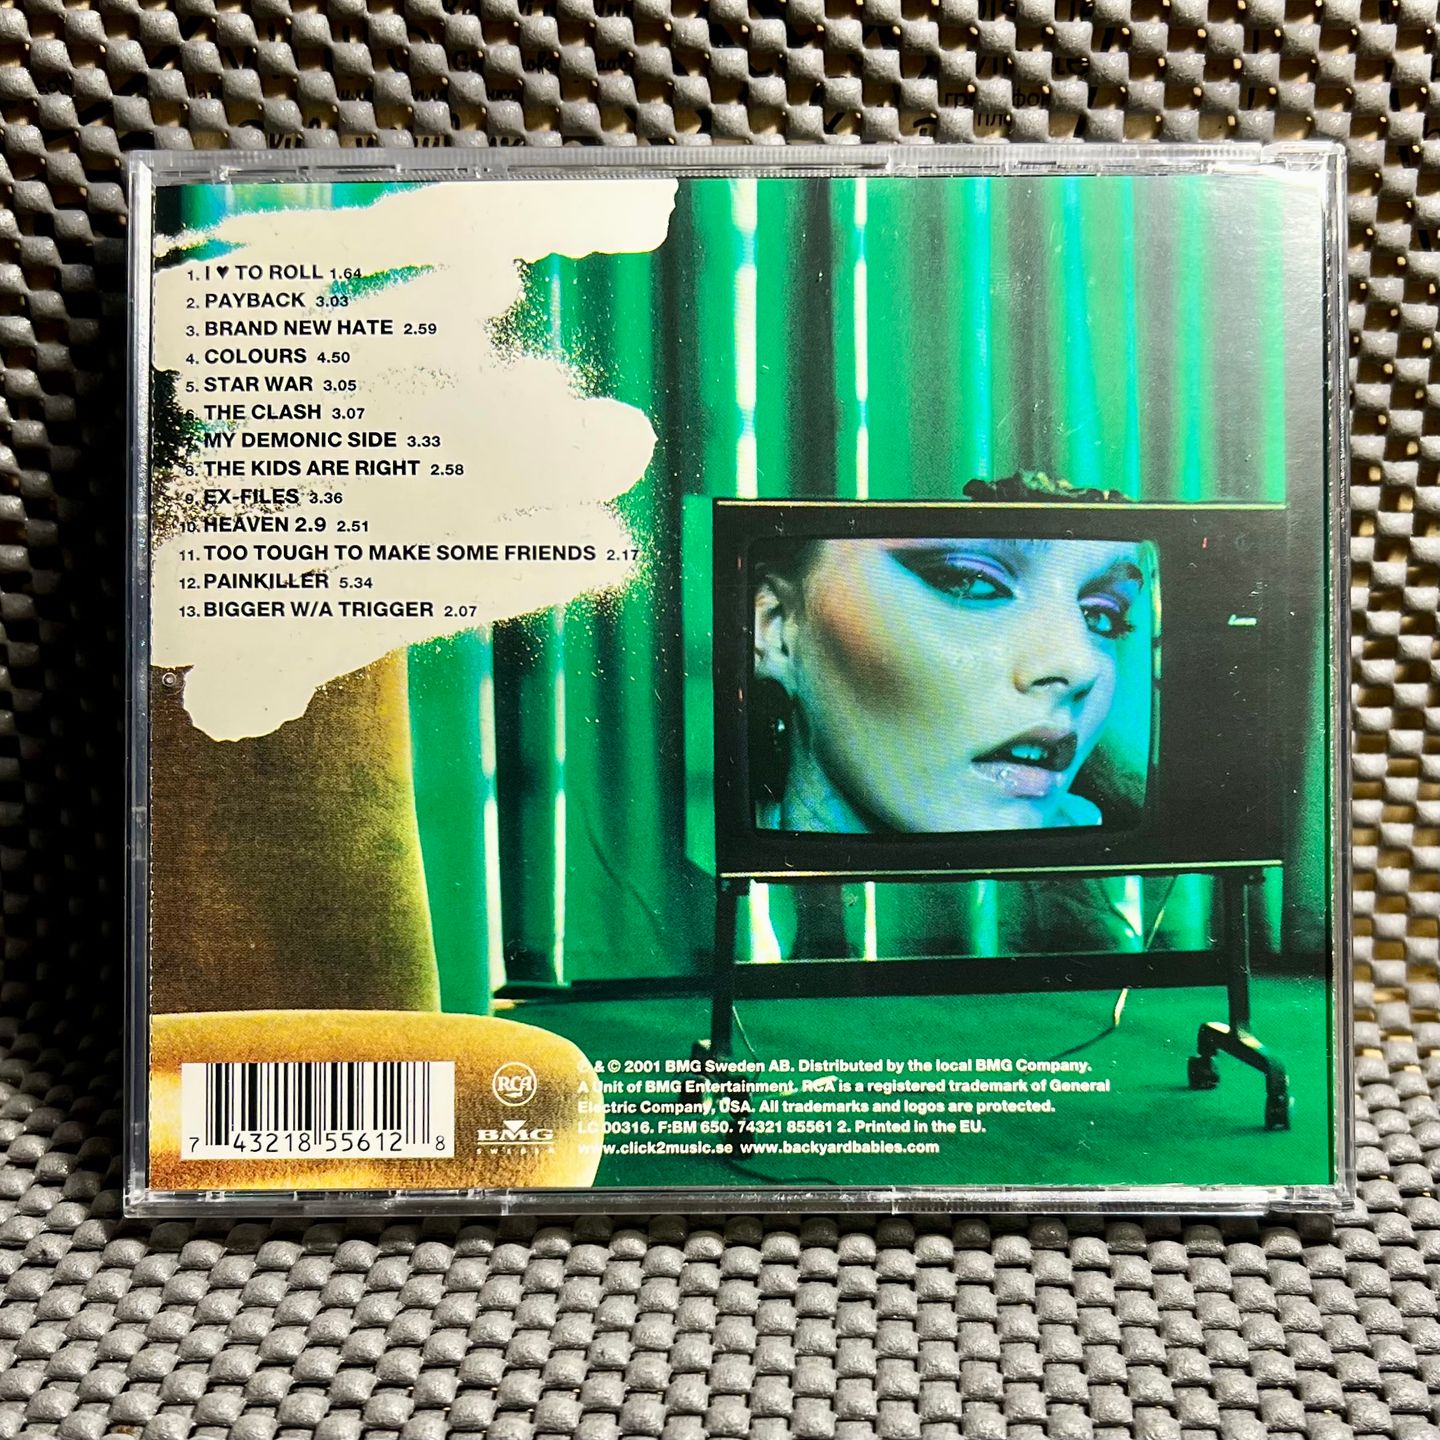 1. I ♥ TO ROLL 1.64
2. PAYBACK 3.03
3. BRAND NEW HATE 2.59
4. COLOURS 4.50
5. STAR WAR 3.05
6. THE CLASH 3.07
7. MY DEMONIC SIDE 3.33
8. THE KIDS ARE RIGHT 2.58
9. EX-FILES 3.36
10. HEAVEN 2.9 2.51
11. TOO TOUGH TO MAKE SOME FRIENDS 2.17
12. PAINKILLER 5.34
13. BIGGER W/A TRIGGER 2.07
7 43218 55612 8
RCA
BMG
SWEDEN
& © 2001 BMG Sweden AB. Distributed by the local BMG Company.
A Unit of BMG Entertainment. RCA is a registered trademark of General
Electric Company, USA. All trademarks and logos are protected.
LC 00316. F:BM 650. 74321 85561 2. Printed in the EU.
www.click2music.se www.backyardbabies.com